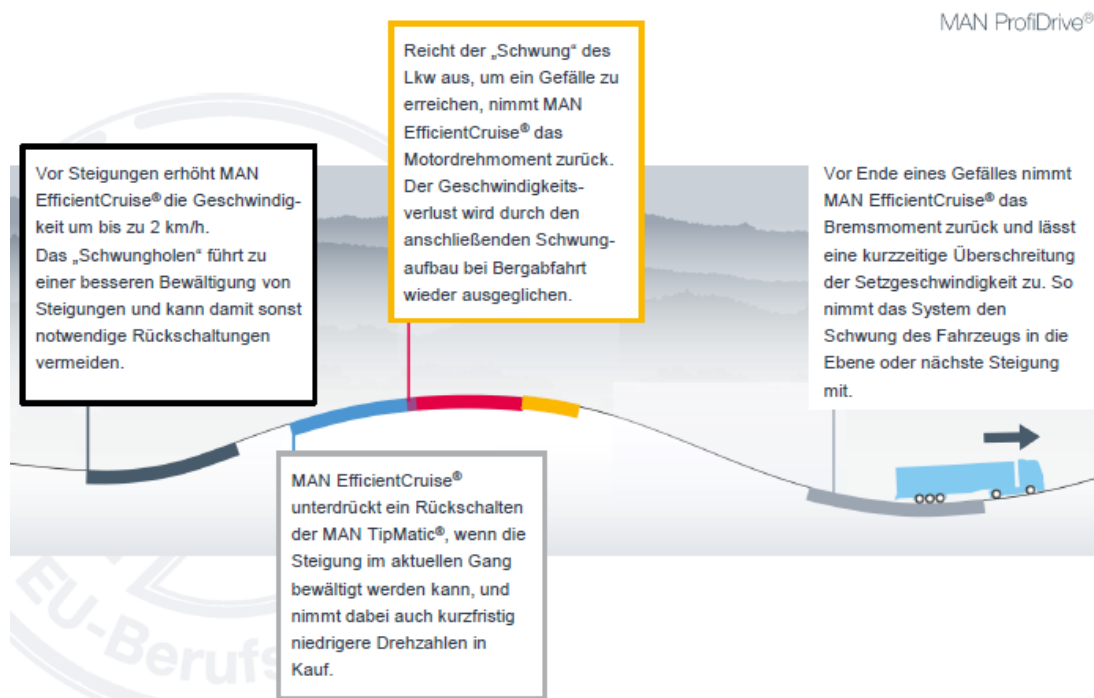 MAN ProfiDrive®
Vor Steigungen erhöht MAN
EfficientCruise® die Geschwindig-
keit um bis zu 2 km/h.
Das „Schwungholen“ führt zu
einer besseren Bewältigung von
Steigungen und kann damit sonst
notwendige Rückschaltungen
vermeiden.
Reicht der „Schwung“ des
Lkw aus, um ein Gefälle zu
erreichen, nimmt MAN
EfficientCruise® das
Motordrehmoment zurück.
Der Geschwindigkeits-
verlust wird durch den
anschließenden Schwung-
aufbau bei Bergabfahrt
wieder ausgeglichen.
Vor Ende eines Gefälles nimmt
MAN EfficientCruise® das
Bremsmoment zurück und lässt
eine kurzzeitige Überschreitung
der Setzgeschwindigkeit zu. So
nimmt das System den
Schwung des Fahrzeugs in die
Ebene oder nächste Steigung
mit.
MAN EfficientCruise®
unterdrückt ein Rückschalten
der MAN TipMatic®, wenn die
Steigung im aktuellen Gang
bewältigt werden kann, und
nimmt dabei auch kurzfristig
niedrigere Drehzahlen in
Kauf.
EU-Berufs